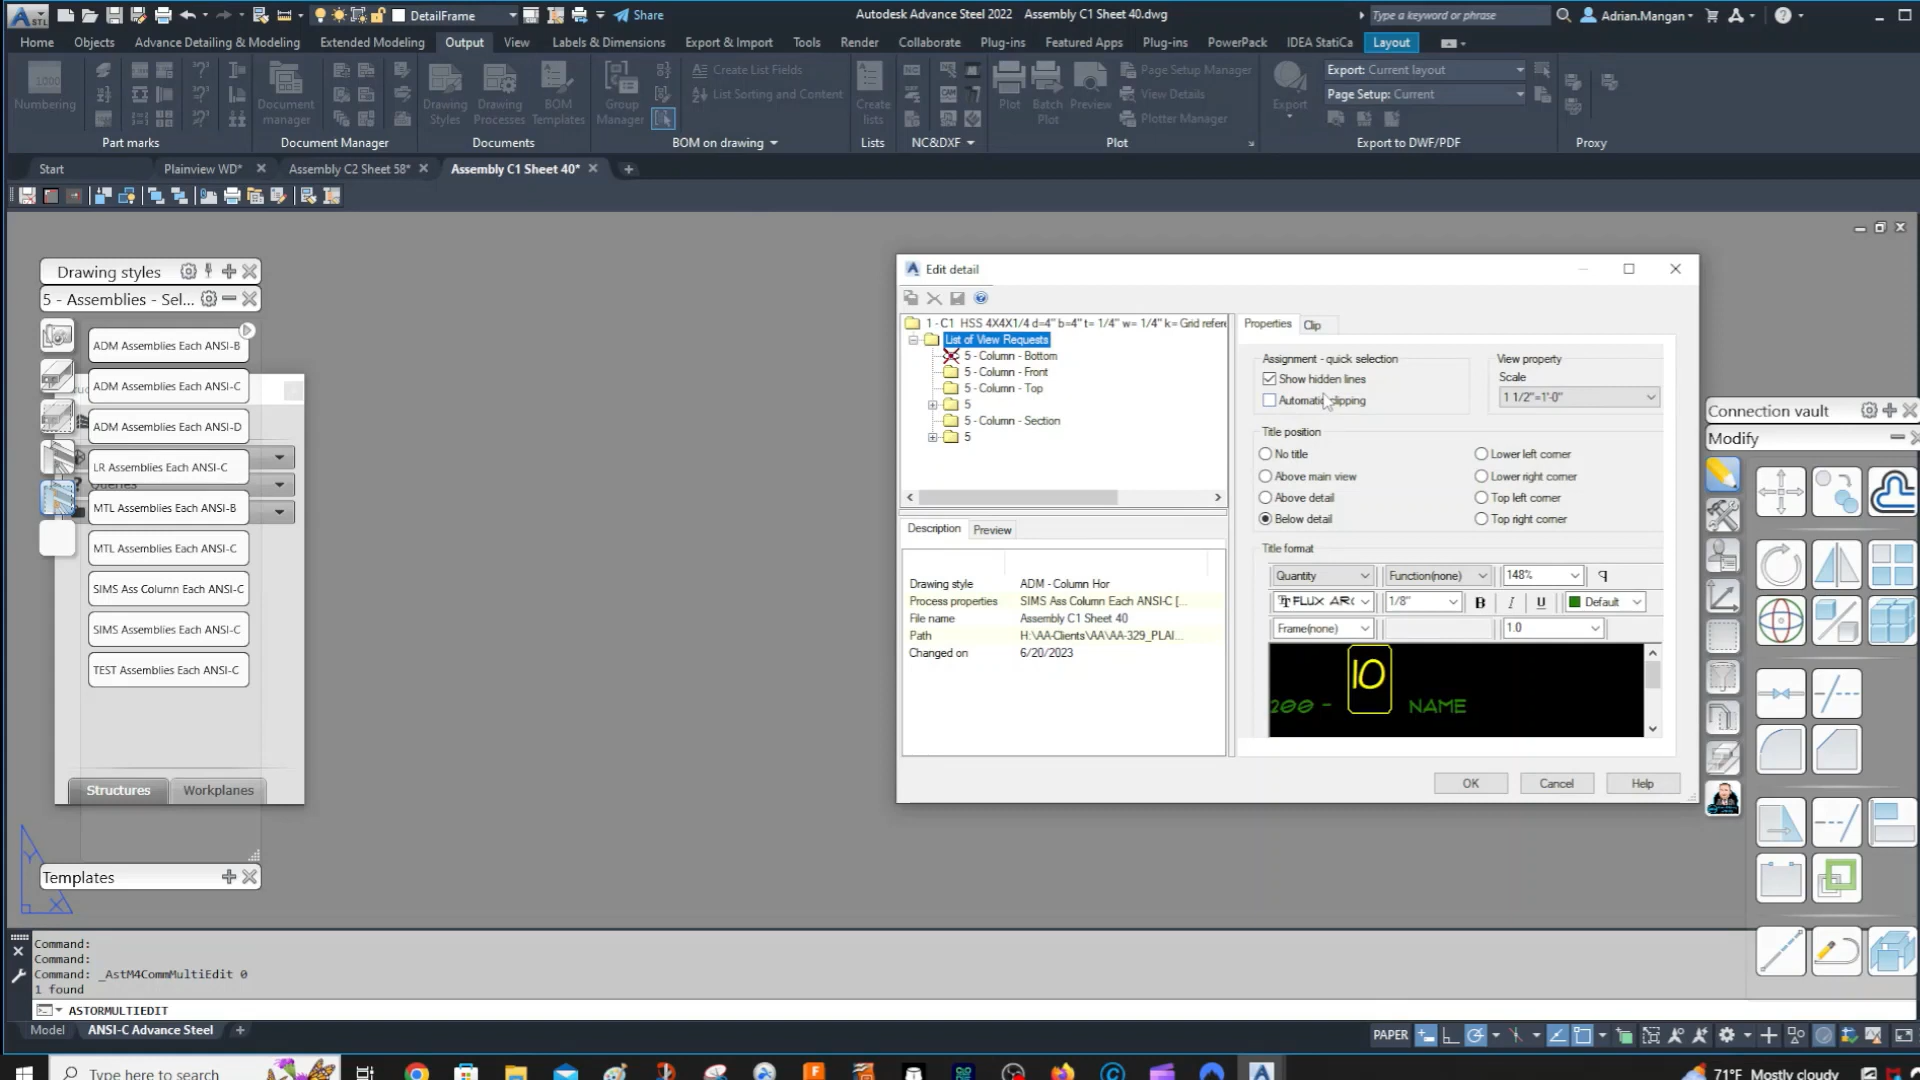 STL
DetailFrame
Share
Autodesk Advance Steel 2022 Assembly C1 Sheet 40.dwg
Type a keyword or phrase
Adrian.Mangan
Home Objects Advance Detailing & Modeling Extended Modeling Output View Labels & Dimensions Export & Import Tools Render Collaborate Plug-ins Featured Apps Plug-ins PowerPack IDEA StatiCa Layout
Numbering
Document manager
Drawing Styles
Drawing Processes
BOM Templates
Group Manager
Create List Fields
List Sorting and Content
Create lists
Plot
Batch Plot
Preview
Page Setup Manager
View Details
Plotter Manager
Export
Export: Current layout
Page Setup: Current
Part marks Document Manager Documents BOM on drawing Lists NC&DXF Plot Export to DWF/PDF Proxy
Start Plainview WD* Assembly C2 Sheet 58* Assembly C1 Sheet 40*
Drawing styles
5 - Assemblies - Sel...
ADM Assemblies Each ANSI-B
ADM Assemblies Each ANSI-C
ADM Assemblies Each ANSI-D
LR Assemblies Each ANSI-C
Queries
MTL Assemblies Each ANSI-B
MTL Assemblies Each ANSI-C
SIMS Ass Column Each ANSI-C
SIMS Assemblies Each ANSI-C
TEST Assemblies Each ANSI-C
Structures Workplanes
Templates
Edit detail
1 - C1 HSS 4X4X1/4 d=4" b=4" t= 1/4" w= 1/4" k= Grid refere
List of View Requests
5 - Column - Bottom
5 - Column - Front
5 - Column - Top
5
5 - Column - Section
5
Description Preview
Drawing style ADM - Column Hor
Process properties SIMS Ass Column Each ANSI-C [...
File name Assembly C1 Sheet 40
Path H:\AA-Clients\AA\AA-329_PLAI...
Changed on 6/20/2023
Properties Clip
Assignment - quick selection
Show hidden lines
Automatic clipping
View property
Scale
1 1/2"=1'-0"
Title position
No title Lower left corner
Above main view Lower right corner
Above detail Top left corner
Below detail Top right corner
Title format
Quantity Function(none) 148%
FLUX ARC 1/8" B I U Default
Frame(none) 1.0
200 - 10 NAME
OK Cancel Help
Connection vault
Modify
Command:
Command:
Command: _AstM4CommMultiEdit 0
1 found
ASTORMULTIEDIT
Model ANSI-C Advance Steel
PAPER
Type here to search
71°F Mostly cloudy